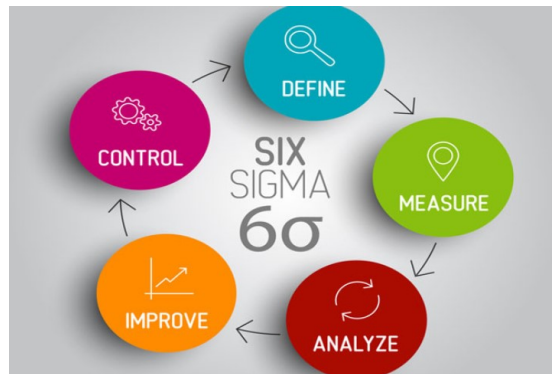 DEFINE
MEASURE
ANALYZE
IMPROVE
CONTROL
SIX
SIGMA
6σ